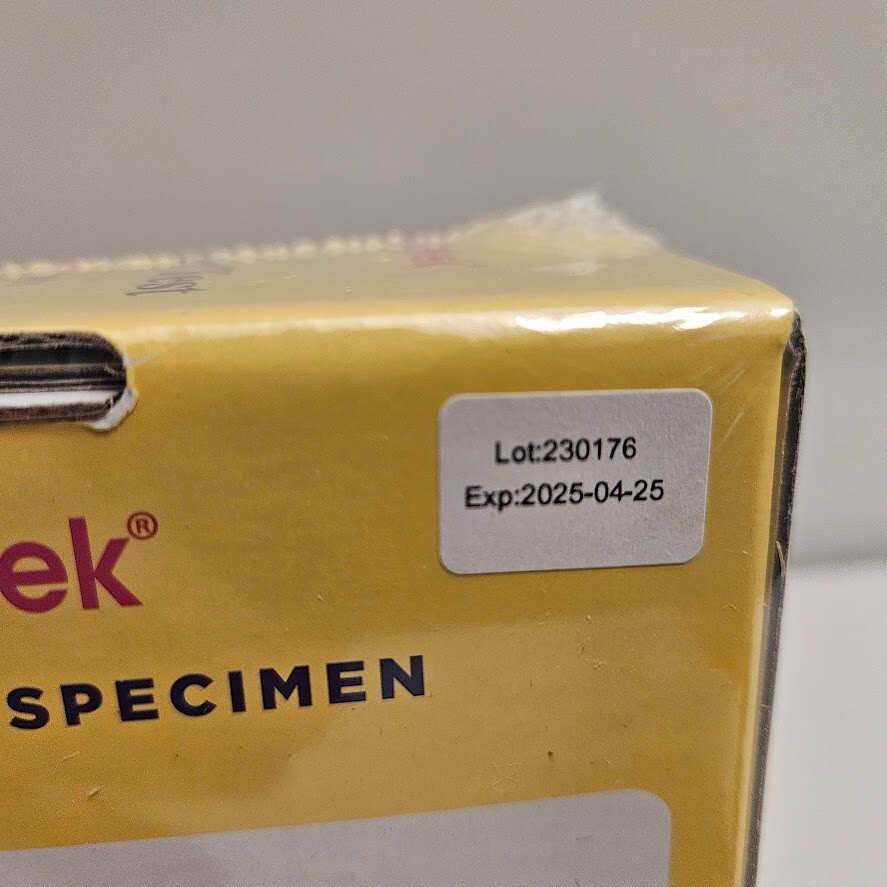 Lot:230176
Exp:2025-04-25
ek®
SPECIMEN